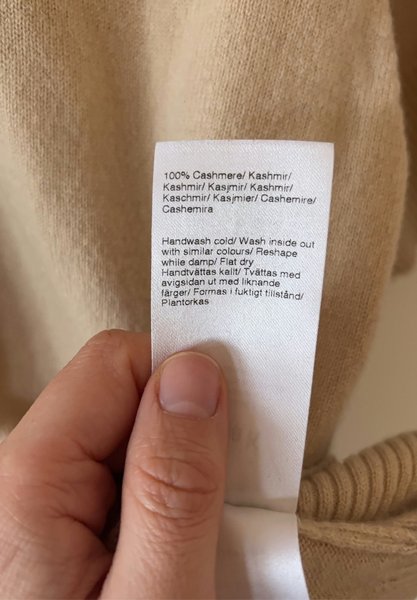 100% Cashmere/ Kashmir/
Kashmir/ Kasjmir/ Kashmir/
Kaschmir/ Kasjmier/ Cashemire/
Cashemira
Handwash cold/ Wash inside out
with similar colours/ Reshape
while damp/ Flat dry
Handtvättas kallt/ Tvättas med
avigsidan ut med liknande
färger/ Formas i fuktigt tillstånd/
Plantorkas